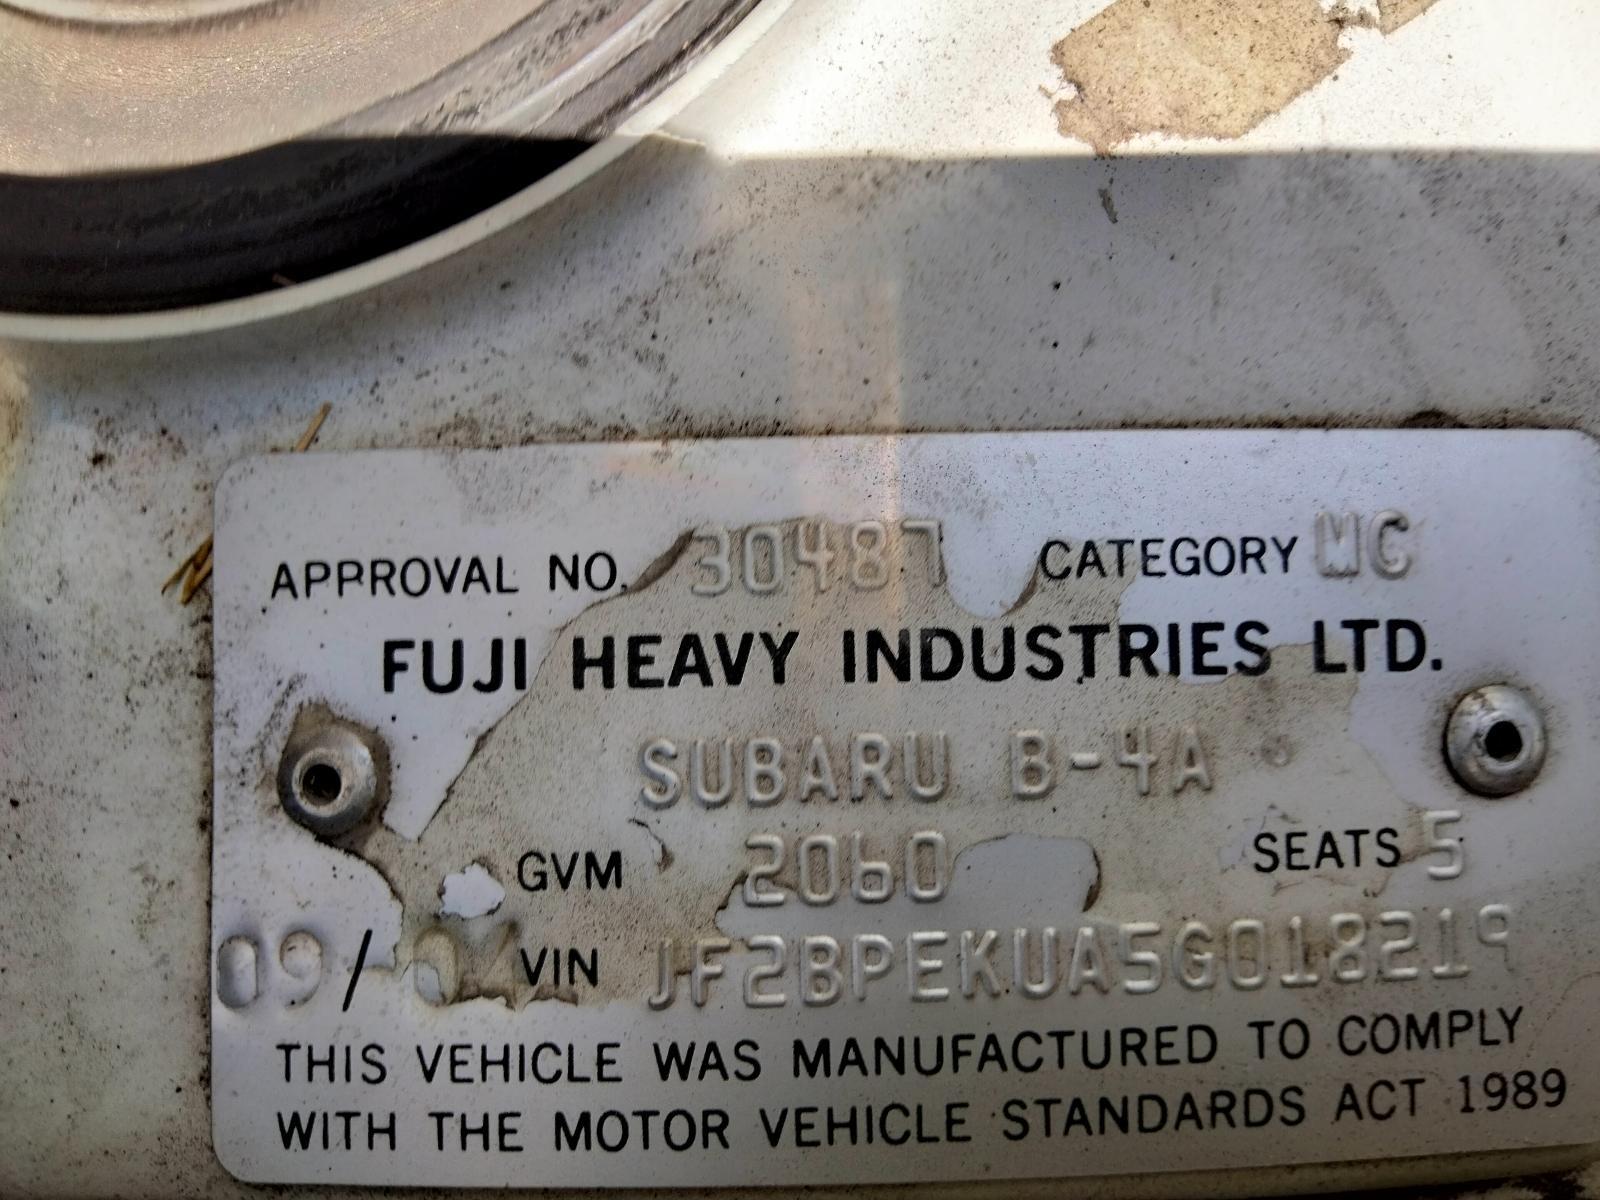 APPROVAL NO. 30487 CATEGORY MC
FUJI HEAVY INDUSTRIES LTD.
SUBARU B-4A
GVM 2060 SEATS 5
09/04 VIN JF2BPEKUA5G018219
THIS VEHICLE WAS MANUFACTURED TO COMPLY
WITH THE MOTOR VEHICLE STANDARDS ACT 1989